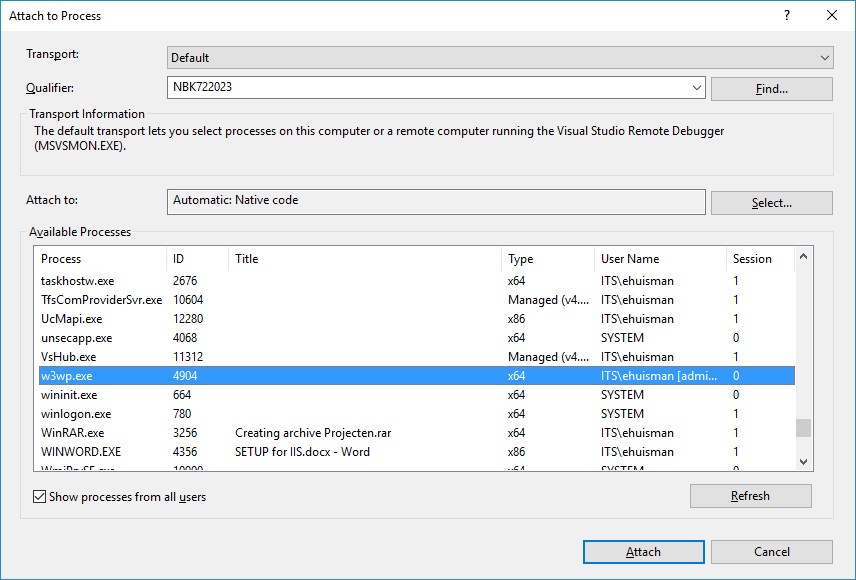 Attach to Process
Transport: Default
Qualifier: NBK722023 Find...
Transport Information
The default transport lets you select processes on this computer or a remote computer running the Visual Studio Remote Debugger
(MSVSMON.EXE).
Attach to: Automatic: Native code Select...
Available Processes
Process ID Title Type User Name Session
taskhostw.exe 2676 x64 ITS\ehuisman 1
TfsComProviderSvr.exe 10604 Managed (v4.... ITS\ehuisman 1
UcMapi.exe 12280 x86 ITS\ehuisman 1
unsecapp.exe 4068 x64 SYSTEM 0
VsHub.exe 11312 Managed (v4.... ITS\ehuisman 1
w3wp.exe 4904 x64 ITS\ehuisman [admi... 0
wininit.exe 664 x64 SYSTEM 0
winlogon.exe 780 x64 SYSTEM 1
WinRAR.exe 3256 Creating archive Projecten.rar x64 ITS\ehuisman 1
WINWORD.EXE 4356 SETUP for IIS.docx - Word x86 ITS\ehuisman 1
x64 SYSTEM 0
Show processes from all users Refresh
Attach Cancel